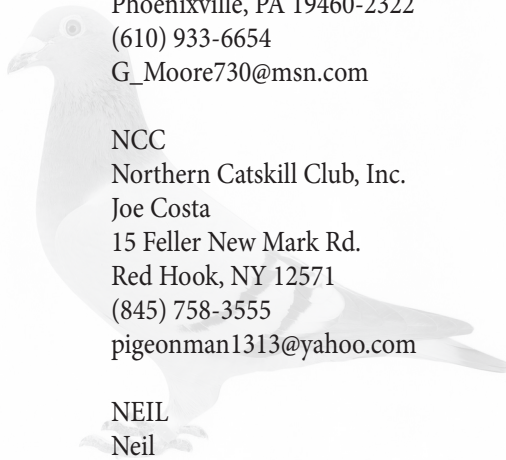 Phoenixville, PA 19460-2322
(610) 933-6654
G_Moore730@msn.com
NCC
Northern Catskill Club, Inc.
Joe Costa
15 Feller New Mark Rd.
Red Hook, NY 12571
(845) 758-3555
pigeonman1313@yahoo.com
NEIL
Neil